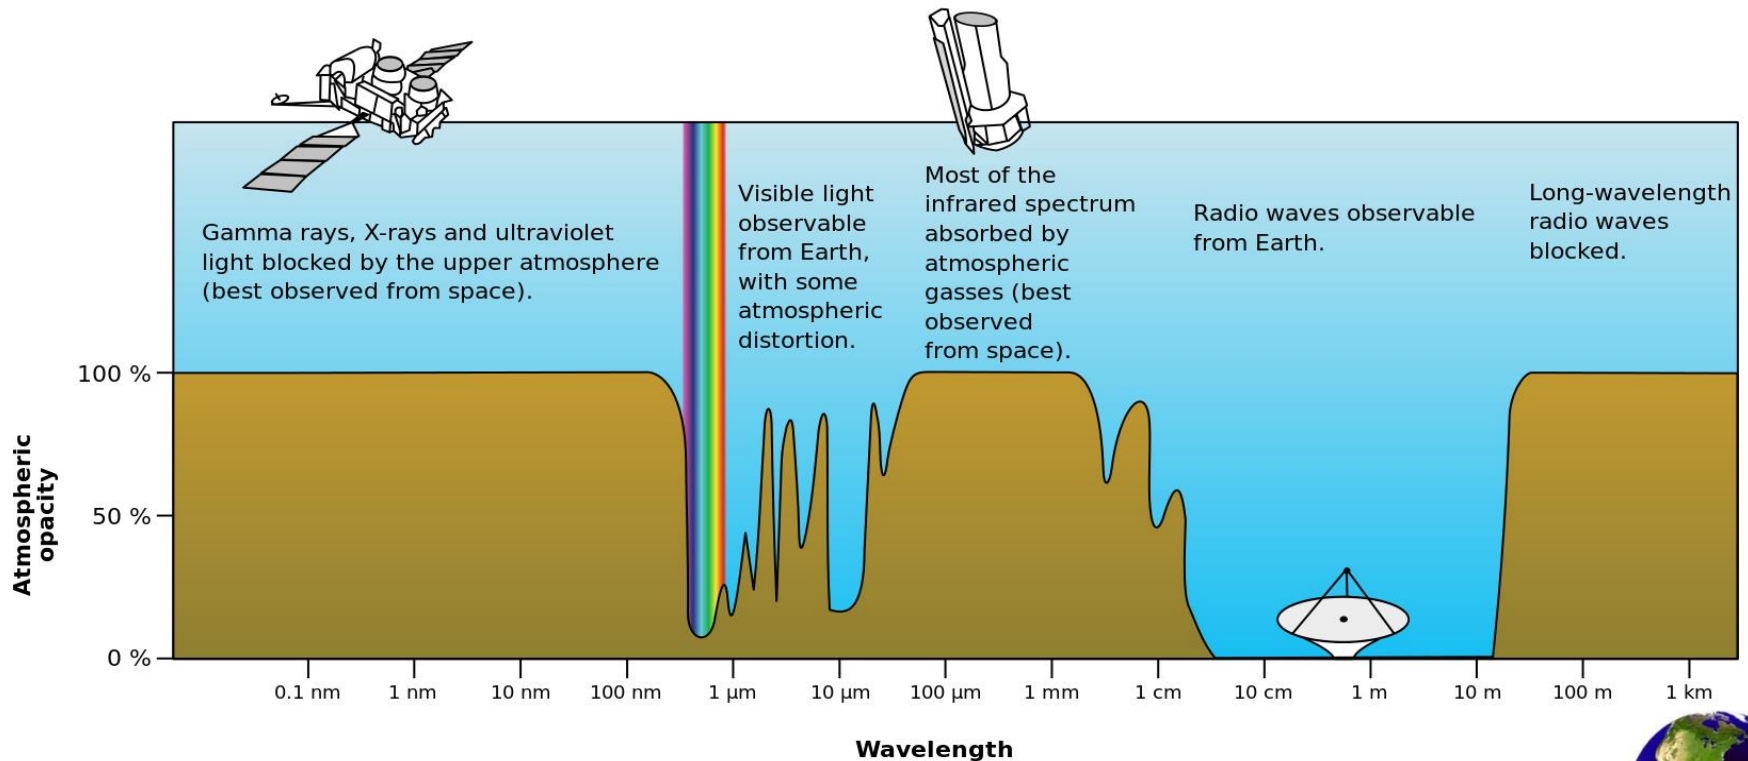 Gamma rays, X-rays and ultraviolet
light blocked by the upper atmosphere
(best observed from space).
Visible light
observable
from Earth,
with some
atmospheric
distortion.
Most of the
infrared spectrum
absorbed by
atmospheric
gasses (best
observed
from space).
Radio waves observable
from Earth.
Long-wavelength
radio waves
blocked.
Atmospheric
opacity
100 %
50 %
0 %
0.1 nm
1 nm
10 nm
100 nm
1 μm
10 μm
100 μm
1 mm
1 cm
10 cm
1 m
10 m
100 m
1 km
Wavelength